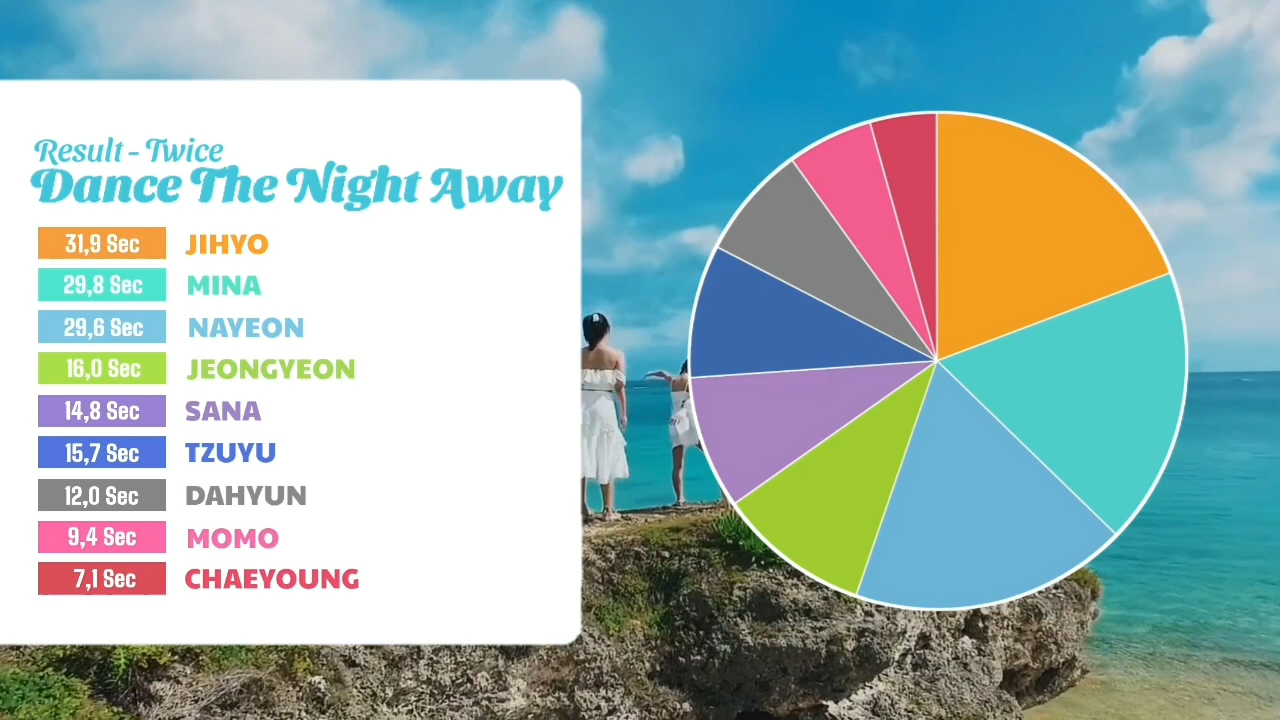 Result - Twice
Dance The Night Away
31,9 Sec JIHYO
29,8 Sec MINA
29,6 Sec NAYEON
16,0 Sec JEONGYEON
14,8 Sec SANA
15,7 Sec TZUYU
12,0 Sec DAHYUN
9,4 Sec MOMO
7,1 Sec CHAEYOUNG